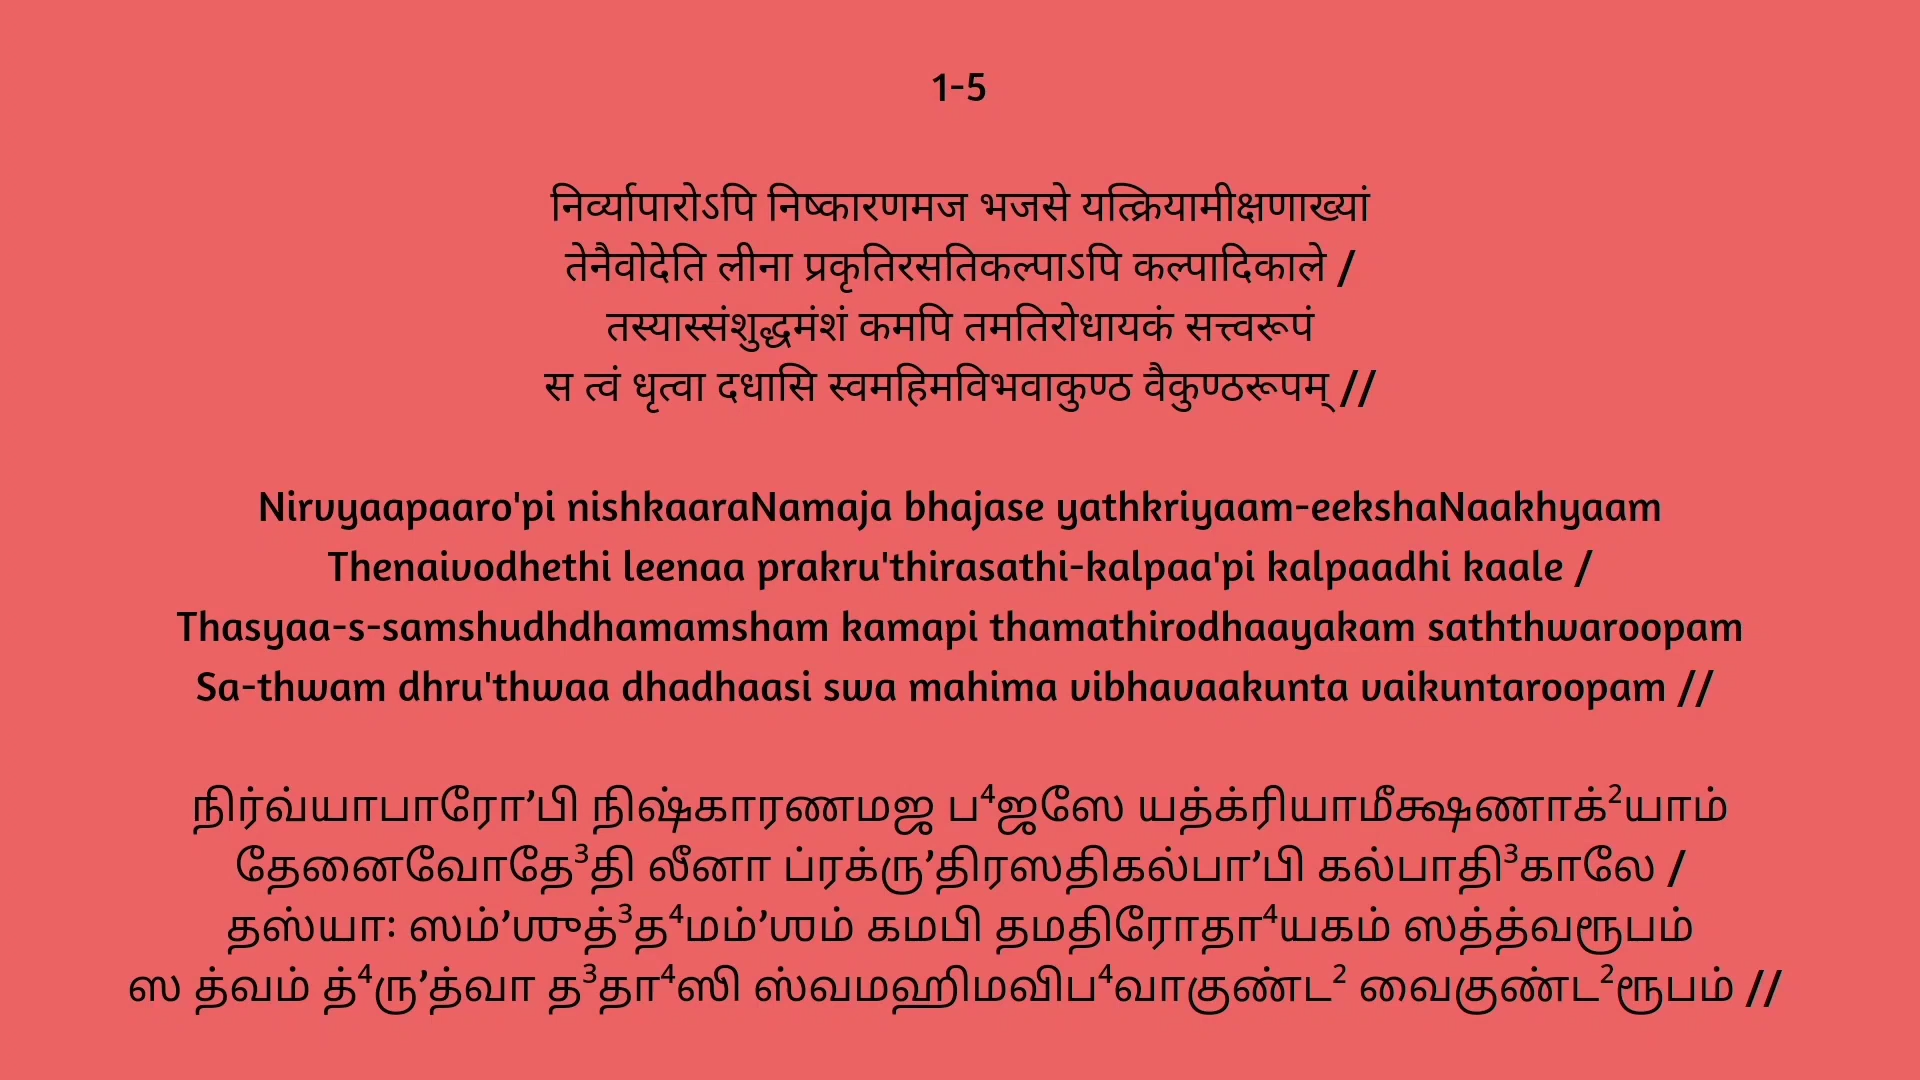 1-5
निर्व्यापारोऽपि निष्कारणमज भजसे यत्क्रियामीक्षणाख्यां
तेनैवोदेति लीना प्रकृतिरसतिकल्पाऽपि कल्पादिकाले /
तस्यास्संशुद्धमंशं कमपि तमतिरोधायकं सत्त्वरूपं
स त्वं धृत्वा दधासि स्वमहिमविभवाकुण्ठ वैकुण्ठरूपम् //
Nirvyaapaaro'pi nishkaaraNamaja bhajase yathkriyaam-eekshaNaakhyaam
Thenaivodhethi leenaa prakru'thirasathi-kalpaa'pi kalpaadhi kaale /
Thasyaa-s-samshudhdhamamsham kamapi thamathirodhaayakam saththwaroopam
Sa-thwam dhru'thwaa dhadhaasi swa mahima vibhavaakunta vaikuntaroopam //
நிர்வ்யாபாரோ’பி நிஷ்காரணமஜ ப⁴ஜஸே யத்க்ரியாமீக்ஷணாக்²யாம்
தேனைவோதே³தி லீனா ப்ரக்ரு’திரஸதிகல்பா’பி கல்பாதி³காலே /
தஸ்யா꞉ ஸம்’ஶுத்³த⁴மம்’ஶம் கமபி தமதிரோதா⁴யகம் ஸத்த்வரூபம்
ஸ த்வம் த்⁴ரு’த்வா த³தா⁴ஸி ஸ்வமஹிமவிப⁴வாகுண்ட² வைகுண்ட²ரூபம் //